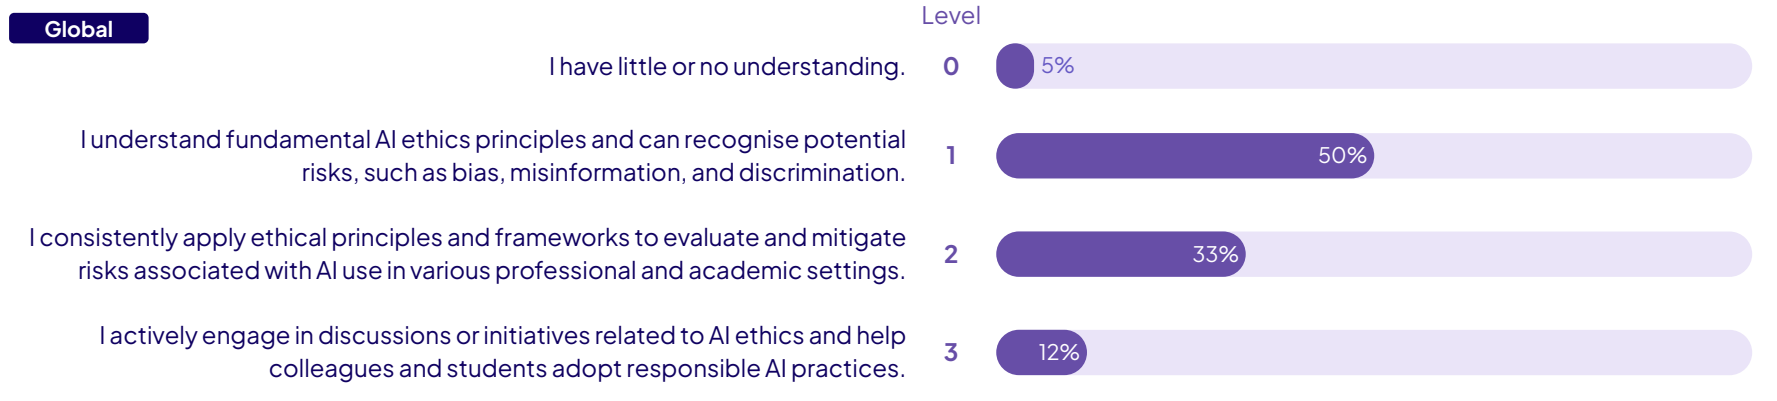 Global
Level
I have little or no understanding.
0
5%
I understand fundamental AI ethics principles and can recognise potential
risks, such as bias, misinformation, and discrimination.
1
50%
I consistently apply ethical principles and frameworks to evaluate and mitigate
risks associated with AI use in various professional and academic settings.
2
33%
I actively engage in discussions or initiatives related to AI ethics and help
colleagues and students adopt responsible AI practices.
3
12%